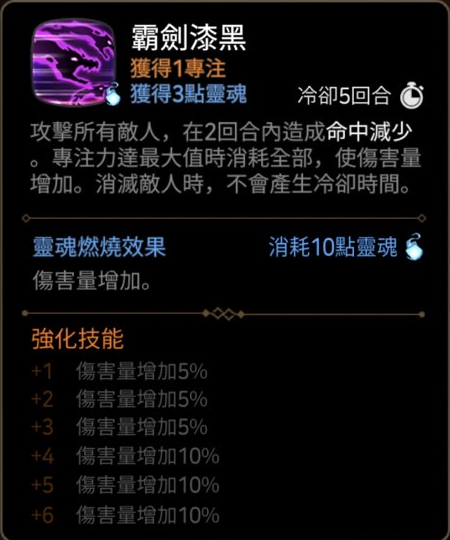 霸劍漆黑
獲得1專注
獲得3點靈魂
冷卻5回合
攻擊所有敵人，在2回合內造成命中減少
。專注力達最大值時消耗全部，使傷害量
增加。消滅敵人時，不會產生冷卻時間。
靈魂燃燒效果
消耗10點靈魂
傷害量增加。
強化技能
+1 傷害量增加5%
+2 傷害量增加5%
+3 傷害量增加5%
+4 傷害量增加10%
+5 傷害量增加10%
+6 傷害量增加10%